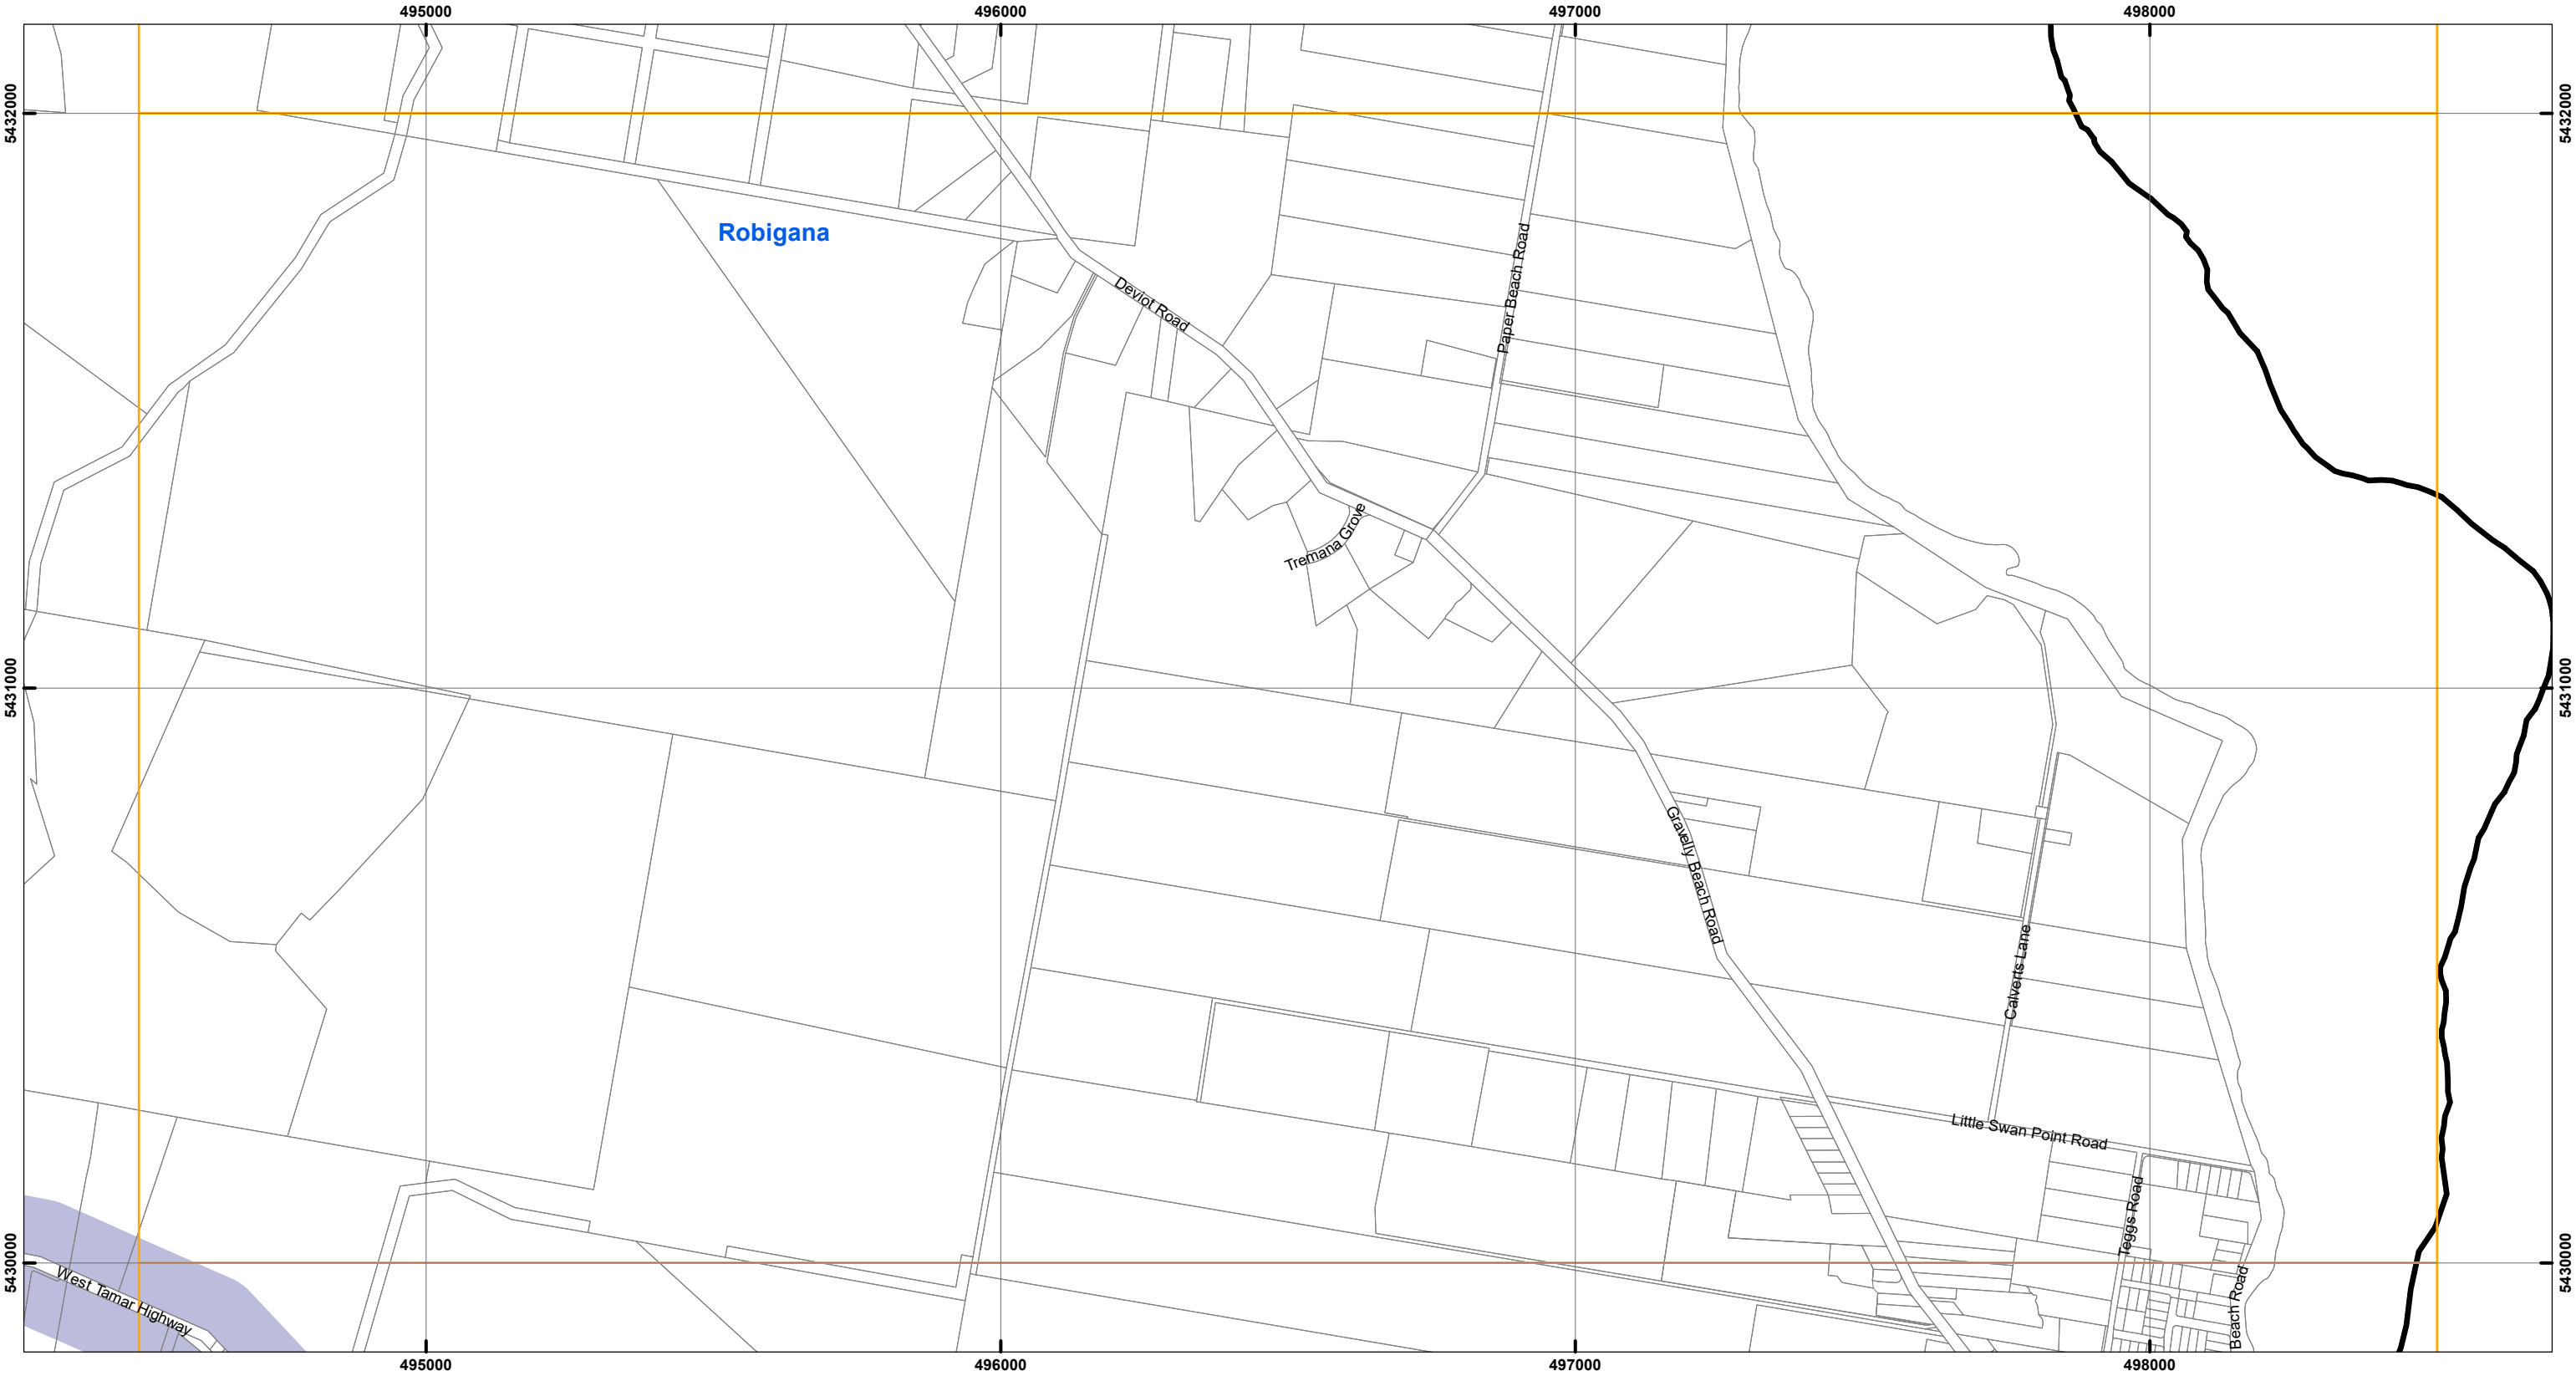 495000
496000
497000
498000
5432000
5432000
Robigana
Paper Beach Road
Deviot Road
Tremana Grove
5431000
5431000
Gravelly Beach Road
Calverts Lane
Little Swan Point Road
Teggs Road
5430000
5430000
West Tamar Highway
Beach Road
495000
496000
497000
498000